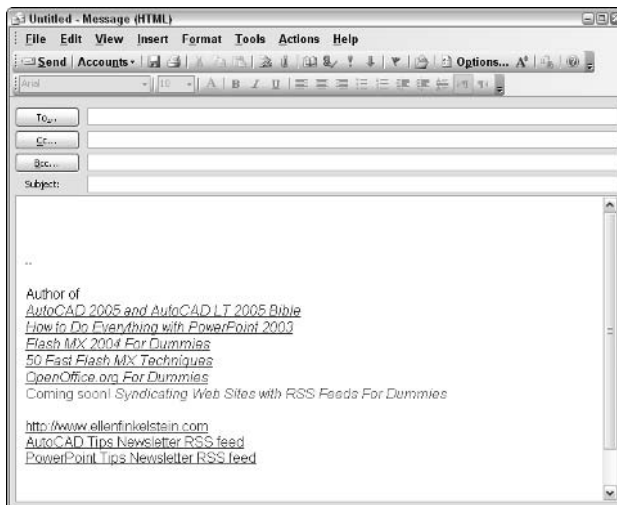 Untitled - Message (HTML)
File Edit View Insert Format Tools Actions Help
Send Accounts Options...
Arial 10 A B I U
To...
Cc...
Bcc...
Subject:
--
Author of
AutoCAD 2005 and AutoCAD LT 2005 Bible
How to Do Everything with PowerPoint 2003
Flash MX 2004 For Dummies
50 Fast Flash MX Techniques
OpenOffice.org For Dummies
Coming soon! Syndicating Web Sites with RSS Feeds For Dummies
http://www.ellenfinkelstein.com
AutoCAD Tips Newsletter RSS feed
PowerPoint Tips Newsletter RSS feed